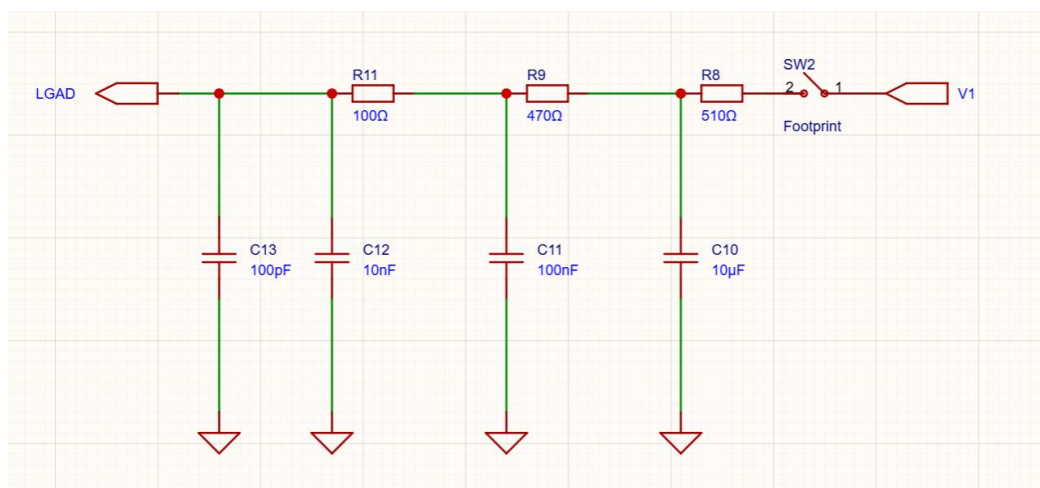 LGAD
R11
100Ω
R9
470Ω
R8
510Ω
SW2
2
1
Footprint
V1
C13
100pF
C12
10nF
C11
100nF
C10
10µF